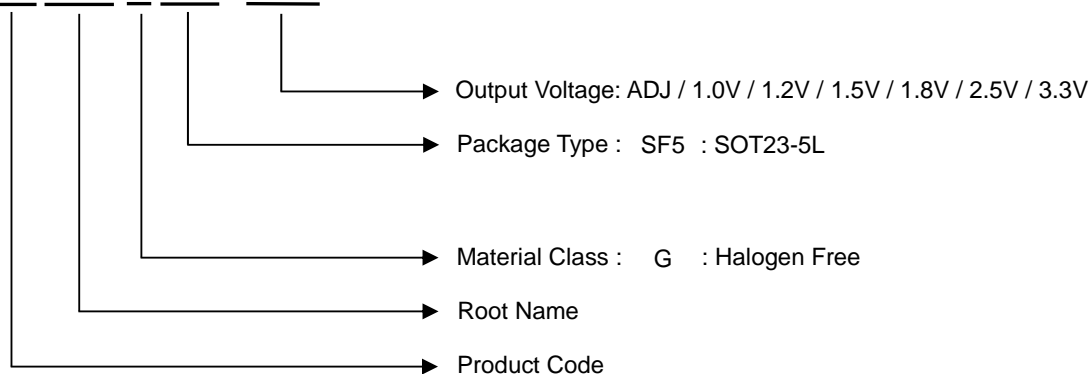 Output Voltage: ADJ / 1.0V / 1.2V / 1.5V / 1.8V / 2.5V / 3.3V
Package Type : SF5 : SOT23-5L
Material Class : G : Halogen Free
Root Name
Product Code